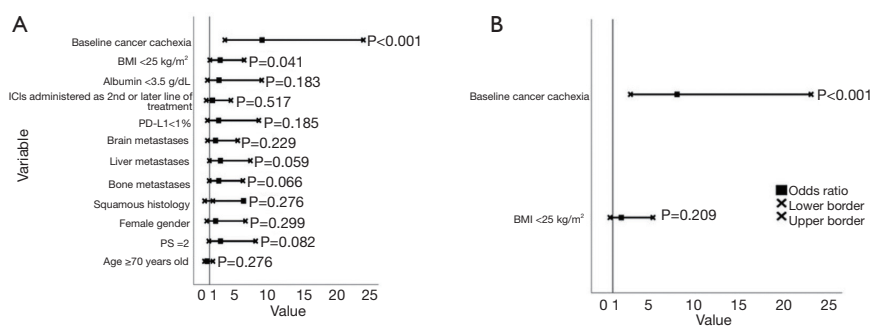 A
Variable
Baseline cancer cachexia
P<0.001
BMI <25 kg/m²
P=0.041
Albumin <3.5 g/dL
P=0.183
ICIs administered as 2nd or later line of
treatment
P=0.517
PD-L1<1%
P=0.185
Brain metastases
P=0.229
Liver metastases
P=0.059
Bone metastases
P=0.066
Squamous histology
P=0.276
Female gender
P=0.299
PS =2
P=0.082
Age ≥70 years old
P=0.276
0 1 5 10 15 20 25
Value
B
Baseline cancer cachexia
P<0.001
BMI <25 kg/m²
P=0.209
Odds ratio
Lower border
Upper border
0 1 5 10 15 20 25
Value